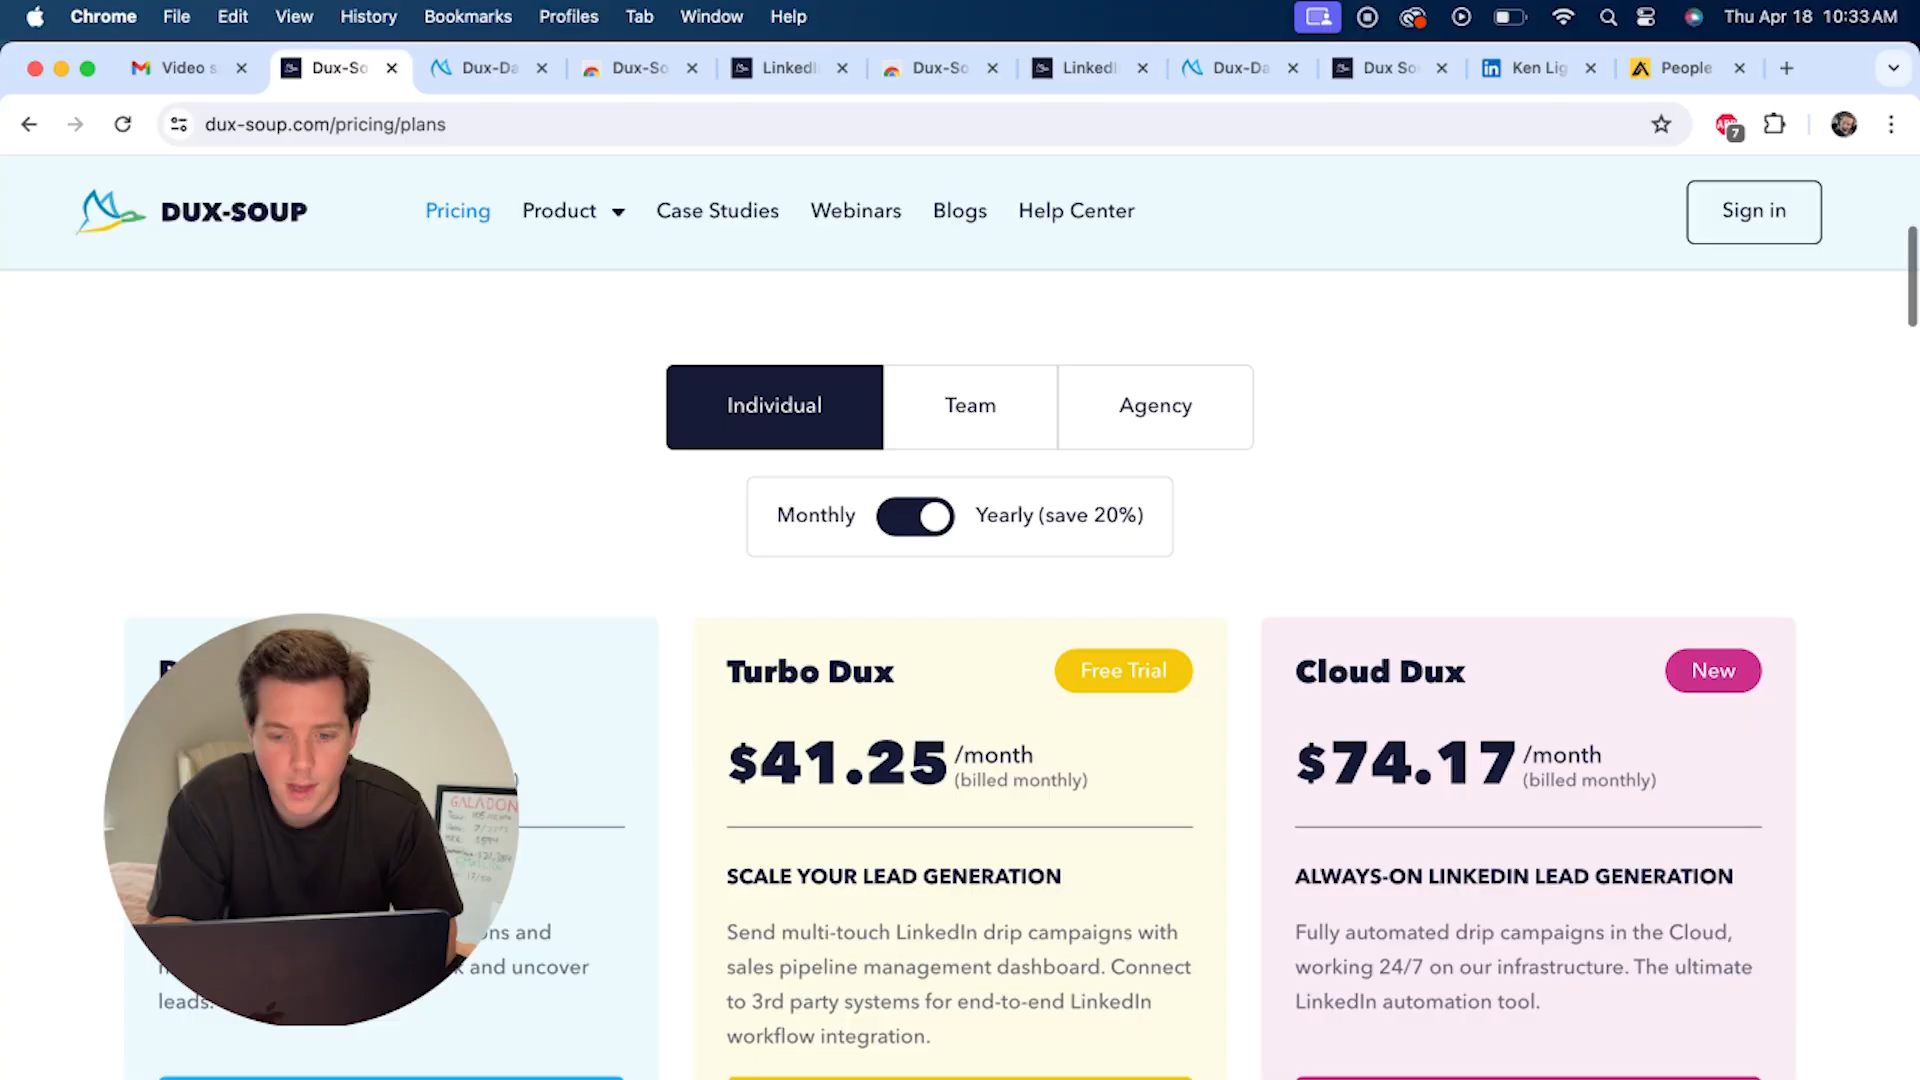 Chrome File Edit View History Bookmarks Profiles Tab Window Help Thu Apr 18 10:33 AM
Video s Dux-So Dux-Da Dux-So LinkedI Dux-So LinkedI Dux-Da Dux So Ken Lig People
dux-soup.com/pricing/plans 7
DUX-SOUP Pricing Product Case Studies Webinars Blogs Help Center Sign in
Individual Team Agency
Monthly Yearly (save 20%)
ons and
k and uncover
leads.
GALADON
Turbo Dux Free Trial
$41.25 /month
(billed monthly)
SCALE YOUR LEAD GENERATION
Send multi-touch LinkedIn drip campaigns with
sales pipeline management dashboard. Connect
to 3rd party systems for end-to-end LinkedIn
workflow integration.
Cloud Dux New
$74.17 /month
(billed monthly)
ALWAYS-ON LINKEDIN LEAD GENERATION
Fully automated drip campaigns in the Cloud,
working 24/7 on our infrastructure. The ultimate
LinkedIn automation tool.